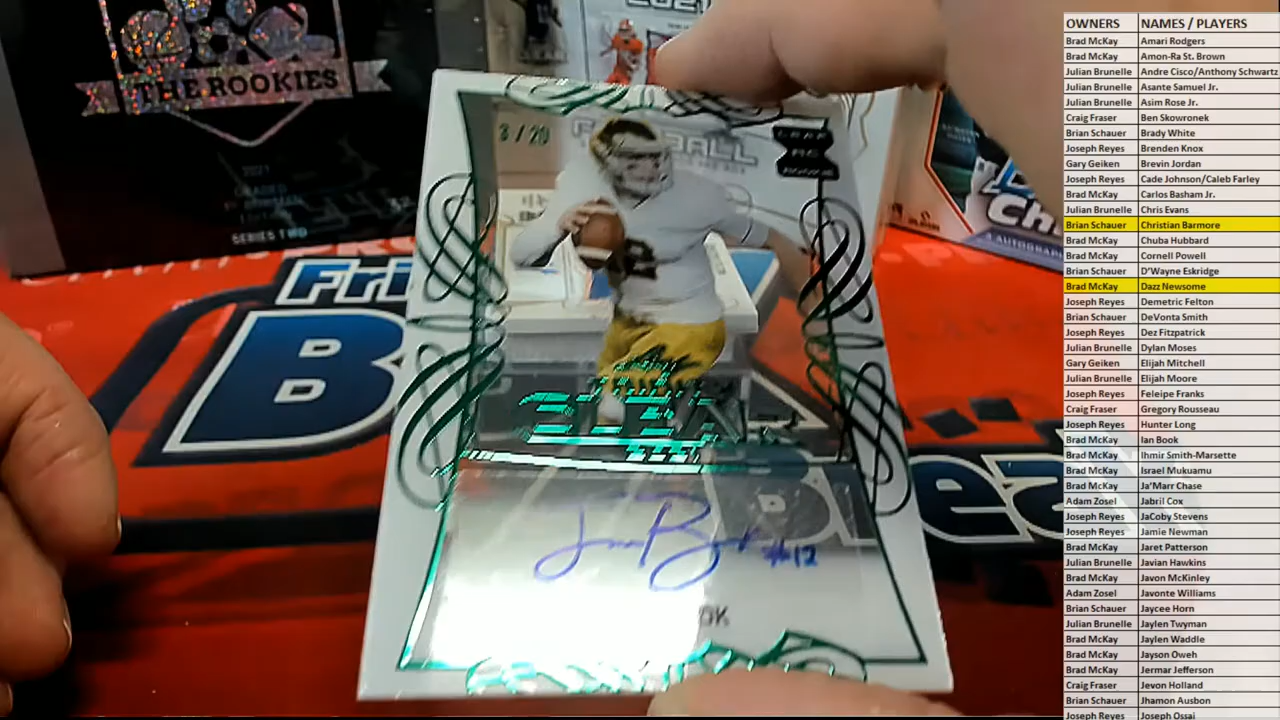 2021
THE ROOKIES
2021
GRADED
SERIES TWO
3 / 20
FOOTBALL
LEAF
RC
ROOKIE
Fri
B
Break
CLEAR
#12
OK
OWNERS NAMES / PLAYERS
Brad McKay Amari Rodgers
Brad McKay Amon-Ra St. Brown
Julian Brunelle Andre Cisco/Anthony Schwartz
Julian Brunelle Asante Samuel Jr.
Julian Brunelle Asim Rose Jr.
Craig Fraser Ben Skowronek
Brian Schauer Brady White
Joseph Reyes Brenden Knox
Gary Geiken Brevin Jordan
Joseph Reyes Cade Johnson/Caleb Farley
Brad McKay Carlos Basham Jr.
Julian Brunelle Chris Evans
Brian Schauer Christian Barmore
Brad McKay Chuba Hubbard
Brad McKay Cornell Powell
Brian Schauer D'Wayne Eskridge
Brad McKay Dazz Newsome
Joseph Reyes Demetric Felton
Brian Schauer DeVonta Smith
Joseph Reyes Dez Fitzpatrick
Julian Brunelle Dylan Moses
Gary Geiken Elijah Mitchell
Julian Brunelle Elijah Moore
Joseph Reyes Feleipe Franks
Craig Fraser Gregory Rousseau
Joseph Reyes Hunter Long
Brad McKay Ian Book
Brad McKay Ihmir Smith-Marsette
Brad McKay Israel Mukuamu
Brad McKay Ja'Marr Chase
Adam Zosel Jabril Cox
Joseph Reyes JaCoby Stevens
Joseph Reyes Jamie Newman
Brad McKay Jaret Patterson
Julian Brunelle Javian Hawkins
Brad McKay Javon McKinley
Adam Zosel Javonte Williams
Brian Schauer Jaycee Horn
Julian Brunelle Jaylen Twyman
Brad McKay Jaylen Waddle
Brad McKay Jayson Oweh
Brad McKay Jermar Jefferson
Craig Fraser Jevon Holland
Brian Schauer Jhamon Ausbon
Joseph Reyes Joseph Ossai